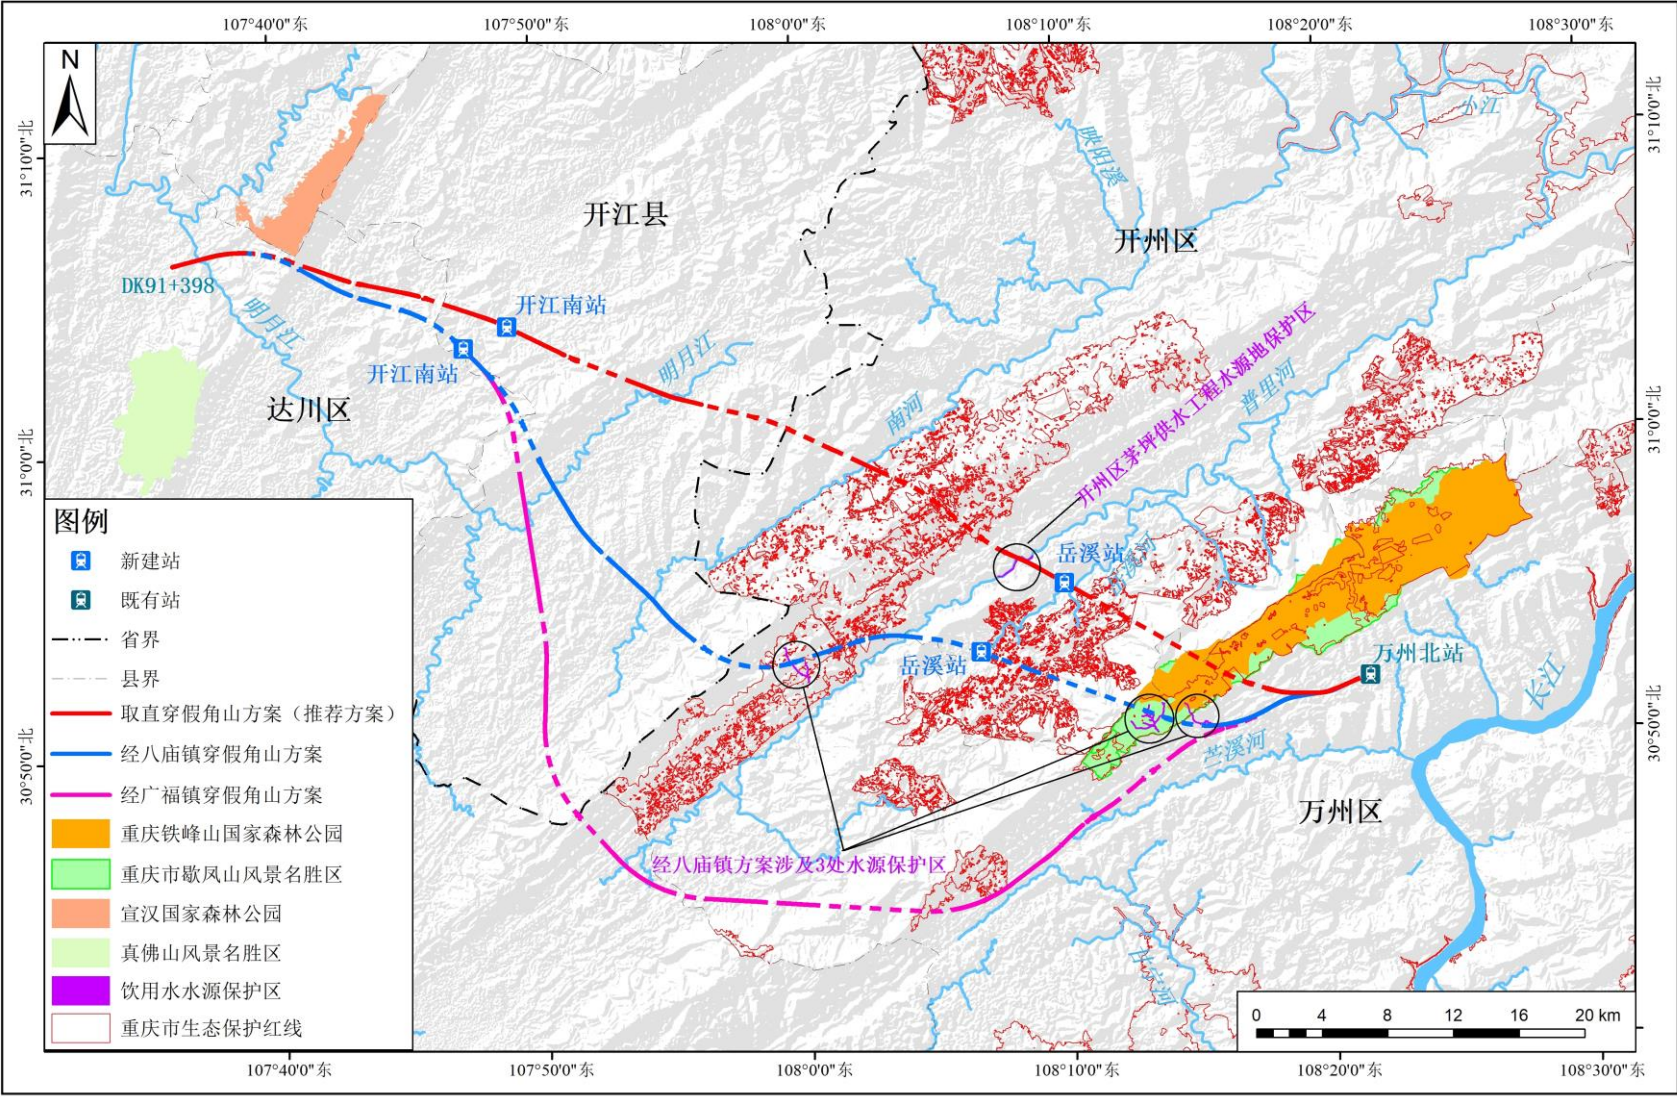 107°40'0"东
107°50'0"东
108°0'0"东
108°10'0"东
108°20'0"东
108°30'0"东
N
31°10'0"北
31°10'0"北
小江
映阳溪
开江县
开州区
DK91+398
明月江
开江南站
开江南站
明月江
达川区
南河
普里河
开州区茅坪供水工程水源地保护区
31°0'0"北
31°0'0"北
岳溪站
岳溪站
万州北站
长江
苎溪河
万州区
30°50'0"北
30°50'0"北
经八庙镇方案涉及3处水源保护区
图例
新建站
既有站
省界
县界
取直穿假角山方案（推荐方案）
经八庙镇穿假角山方案
经广福镇穿假角山方案
重庆铁峰山国家森林公园
重庆市歇凤山风景名胜区
宣汉国家森林公园
真佛山风景名胜区
饮用水水源保护区
重庆市生态保护红线
0 4 8 12 16 20 km
107°40'0"东
107°50'0"东
108°0'0"东
108°10'0"东
108°20'0"东
108°30'0"东